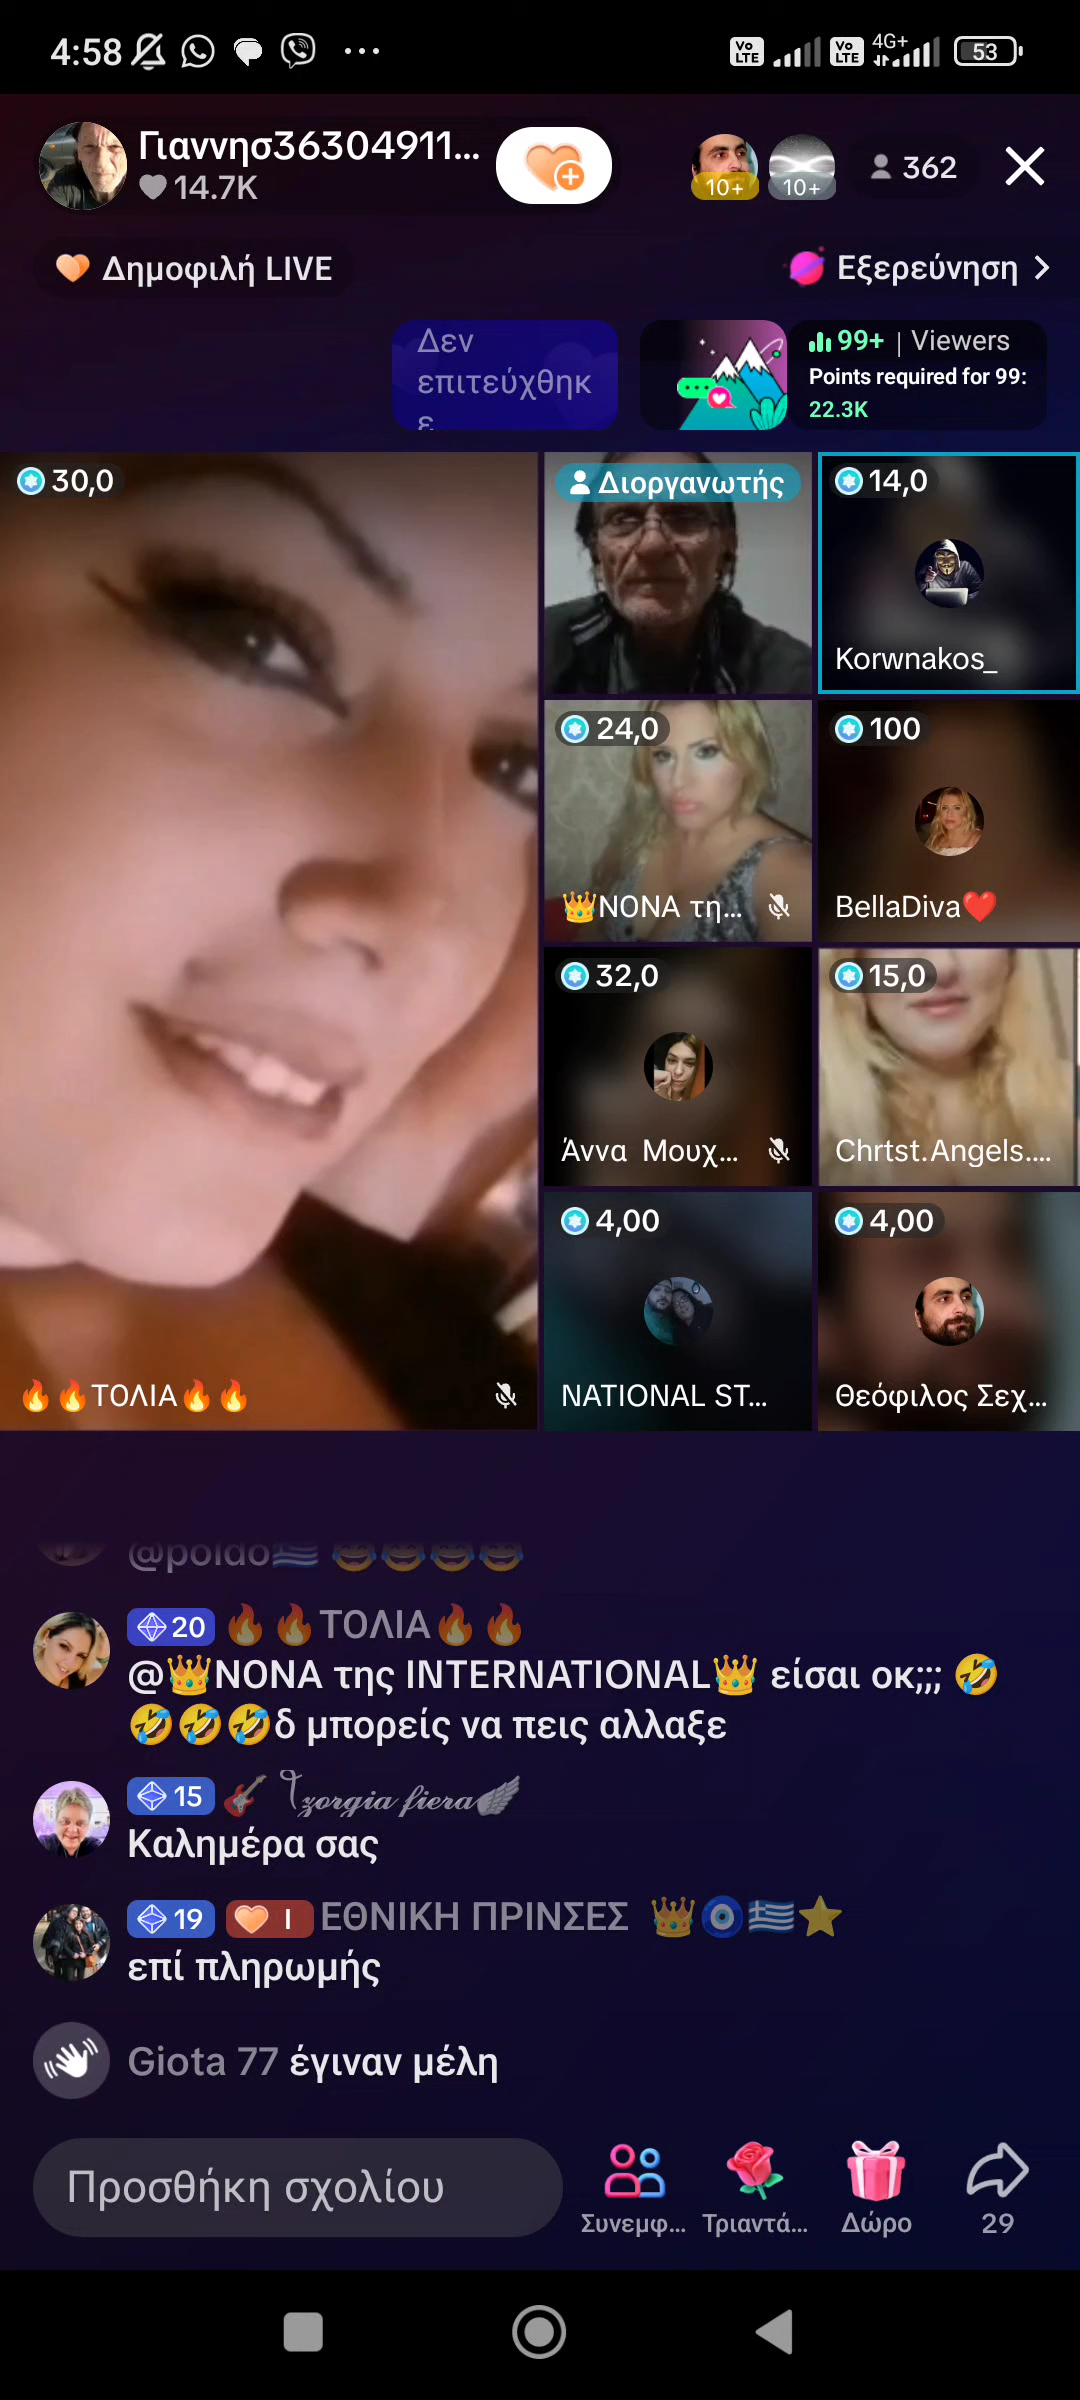 4:58
4G+
53
Γιαννησ36304911...
14.7K
10+
10+
362
Δημοφιλή LIVE
Εξερεύνηση
Δεν
επιτεύχθηκ
ε
99+ | Viewers
Points required for 99:
22.3K
30,0
Διοργανωτής
14,0
Korwnakos_
24,0
100
👑NONA τη...
BellaDiva❤️
32,0
15,0
Άννα Μουχ...
Chrtst.Angels....
4,00
4,00
🔥🔥ΤΟΛΙΑ🔥🔥
NATIONAL ST...
Θεόφιλος Σεχ...
@poldo🇬🇷 😂😂😂😂
20 🔥🔥ΤΟΛΙΑ🔥🔥
@👑NONA της INTERNATIONAL👑 είσαι οκ;;; 🤣
🤣🤣🤣δ μπορείς να πεις αλλαξε
15 🎸 Tzorgia fiera🪽
Καλημέρα σας
19 I ΕΘΝΙΚΗ ΠΡΙΝΣΕΣ 👑🧿🇬🇷⭐
επί πληρωμής
Giota 77 έγιναν μέλη
Προσθήκη σχολίου
Συνεμφ...
Τριαντά...
Δώρο
29